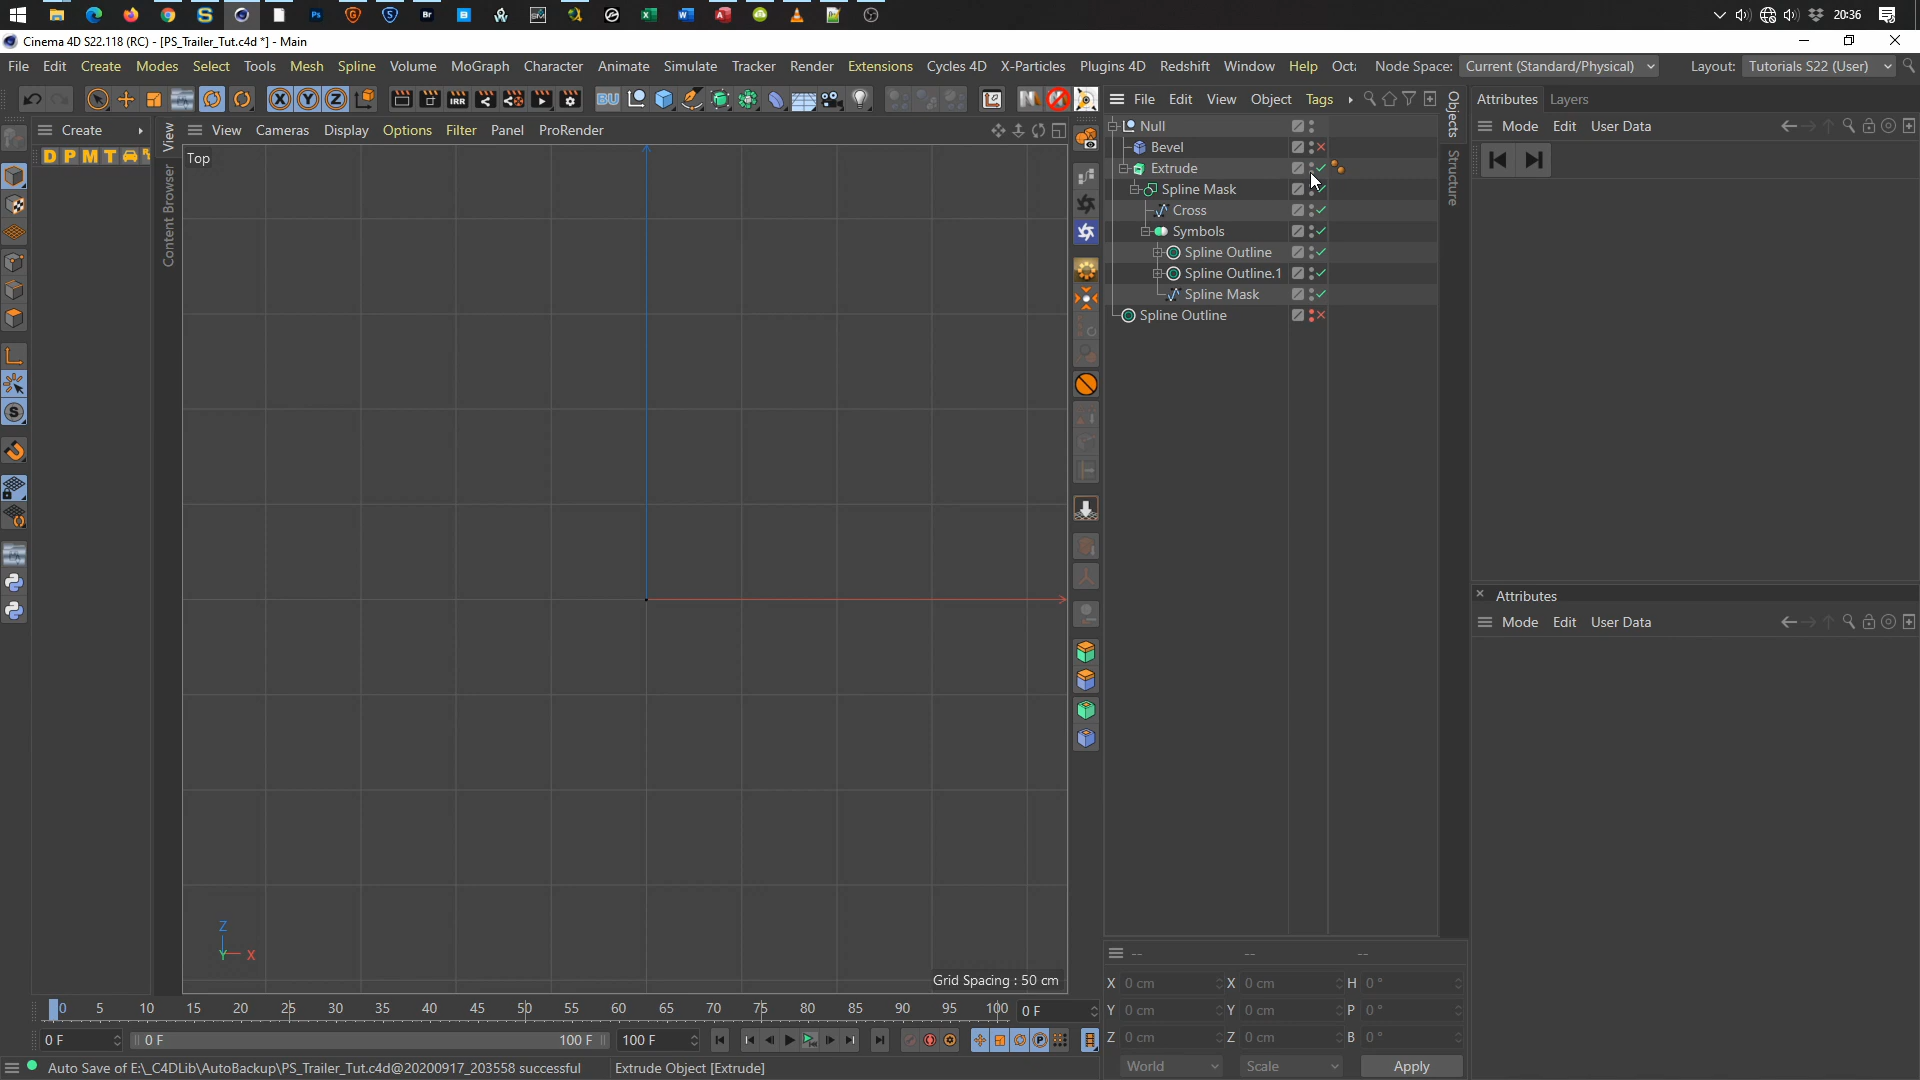 20:36
Cinema 4D S22.118 (RC) - [PS_Trailer_Tut.c4d *] - Main
File Edit Create Modes Select Tools Mesh Spline Volume MoGraph Character Animate Simulate Tracker Render Extensions Cycles 4D X-Particles Plugins 4D Redshift Window Help Octa Node Space: Current (Standard/Physical) Layout: Tutorials S22 (User)
File Edit View Object Tags
Attributes Layers
Create
View Cameras Display Options Filter Panel ProRender
Mode Edit User Data
D P M T
View
Content Browser
Top
Objects
Structure
Null
Bevel
Extrude
Spline Mask
Cross
Symbols
Spline Outline
Spline Outline.1
Spline Mask
Spline Outline
Attributes
Mode Edit User Data
Z
Y X
Grid Spacing : 50 cm
-- -- --
X 0 cm X 0 cm H 0 °
Y 0 cm Y 0 cm P 0 °
Z 0 cm Z 0 cm B 0 °
World Scale Apply
0 5 10 15 20 25 30 35 40 45 50 55 60 65 70 75 80 85 90 95 100 0 F
0 F 0 F 100 F 100 F
Auto Save of E:\_C4DLib\AutoBackup\PS_Trailer_Tut.c4d@20200917_203558 successful Extrude Object [Extrude]